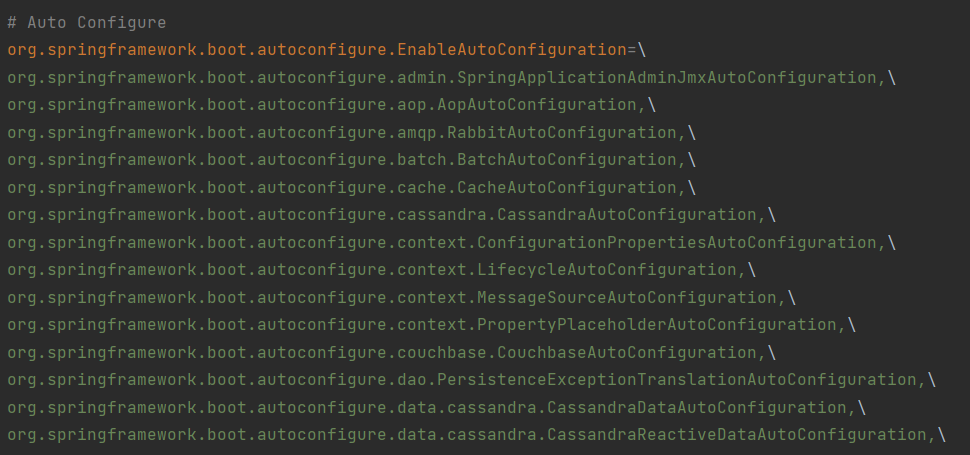 # Auto Configure
org.springframework.boot.autoconfigure.EnableAutoConfiguration=\
org.springframework.boot.autoconfigure.admin.SpringApplicationAdminJmxAutoConfiguration,\
org.springframework.boot.autoconfigure.aop.AopAutoConfiguration,\
org.springframework.boot.autoconfigure.amqp.RabbitAutoConfiguration,\
org.springframework.boot.autoconfigure.batch.BatchAutoConfiguration,\
org.springframework.boot.autoconfigure.cache.CacheAutoConfiguration,\
org.springframework.boot.autoconfigure.cassandra.CassandraAutoConfiguration,\
org.springframework.boot.autoconfigure.context.ConfigurationPropertiesAutoConfiguration,\
org.springframework.boot.autoconfigure.context.LifecycleAutoConfiguration,\
org.springframework.boot.autoconfigure.context.MessageSourceAutoConfiguration,\
org.springframework.boot.autoconfigure.context.PropertyPlaceholderAutoConfiguration,\
org.springframework.boot.autoconfigure.couchbase.CouchbaseAutoConfiguration,\
org.springframework.boot.autoconfigure.dao.PersistenceExceptionTranslationAutoConfiguration,\
org.springframework.boot.autoconfigure.data.cassandra.CassandraDataAutoConfiguration,\
org.springframework.boot.autoconfigure.data.cassandra.CassandraReactiveDataAutoConfiguration,\